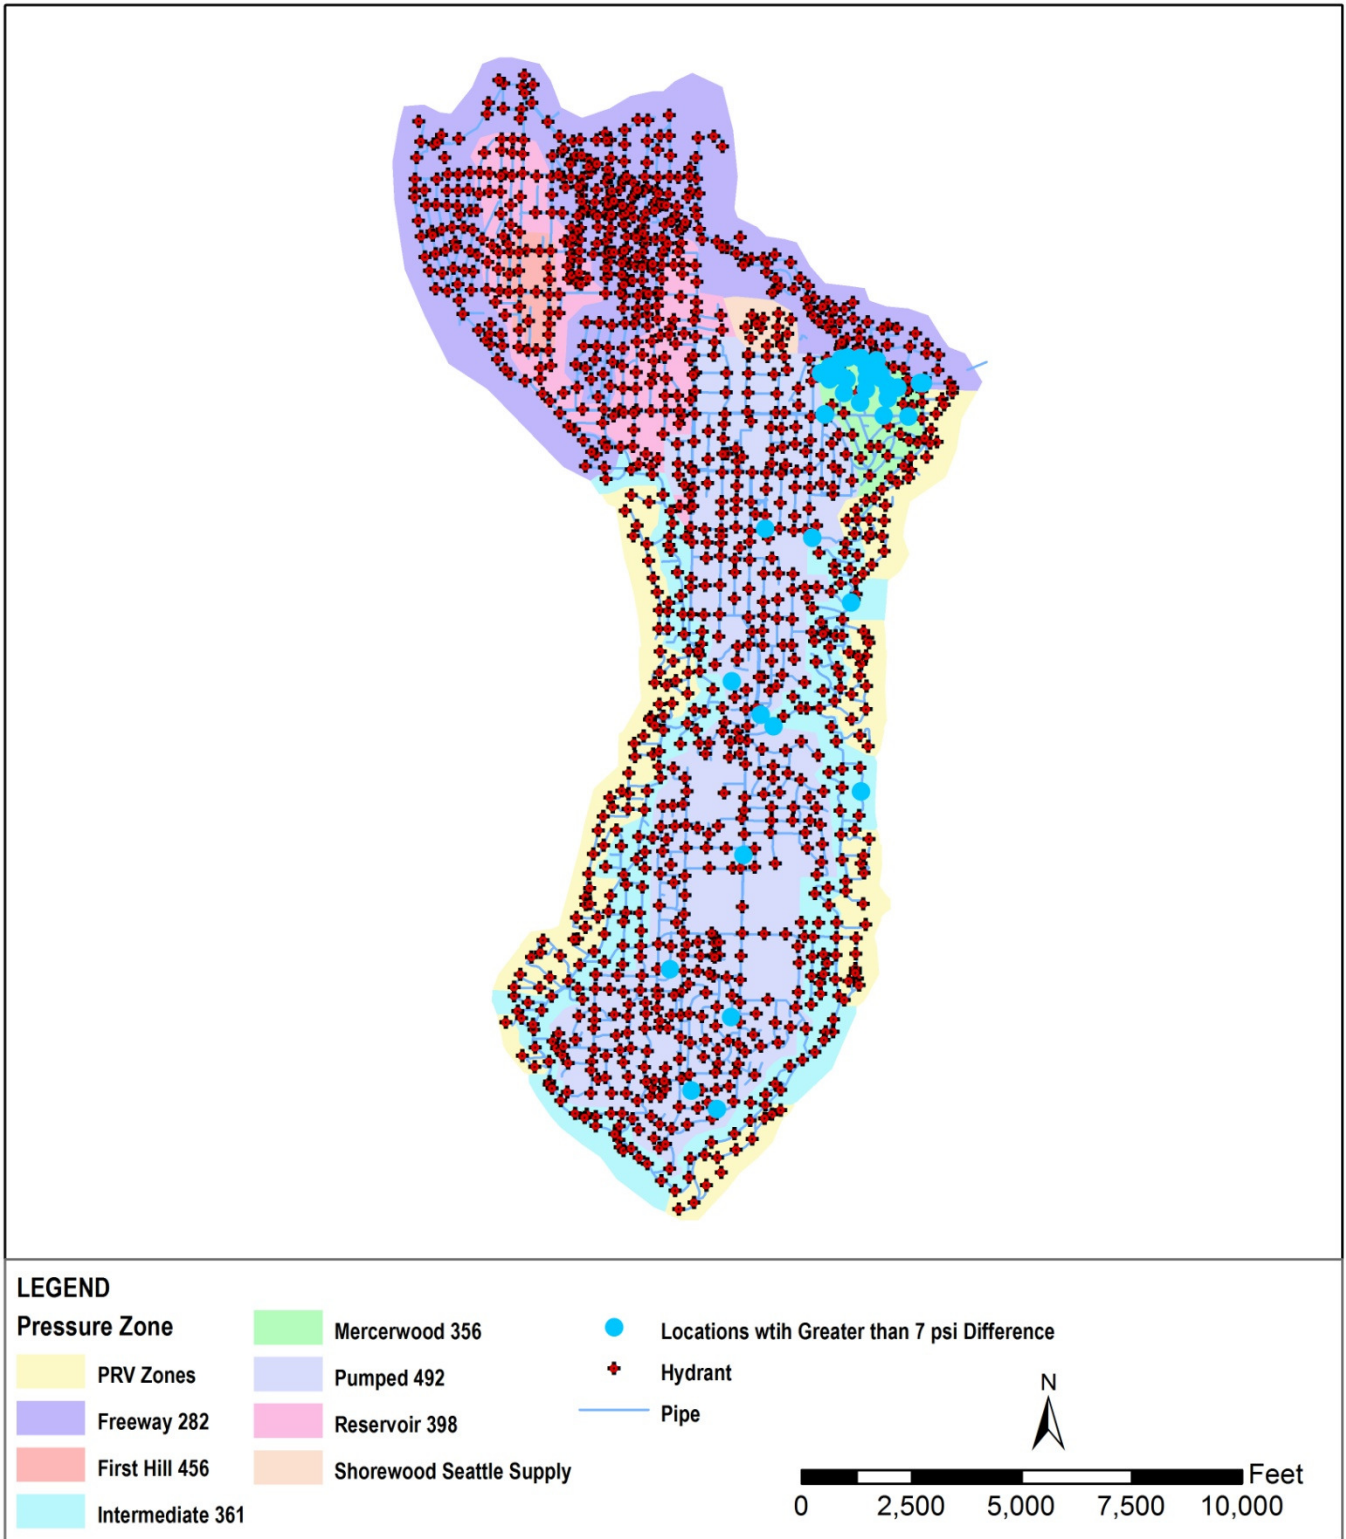 LEGEND
Pressure Zone
PRV Zones
Freeway 282
First Hill 456
Intermediate 361
Mercerwood 356
Pumped 492
Reservoir 398
Shorewood Seattle Supply
Locations wtih Greater than 7 psi Difference
Hydrant
Pipe
N
Feet
0 2,500 5,000 7,500 10,000